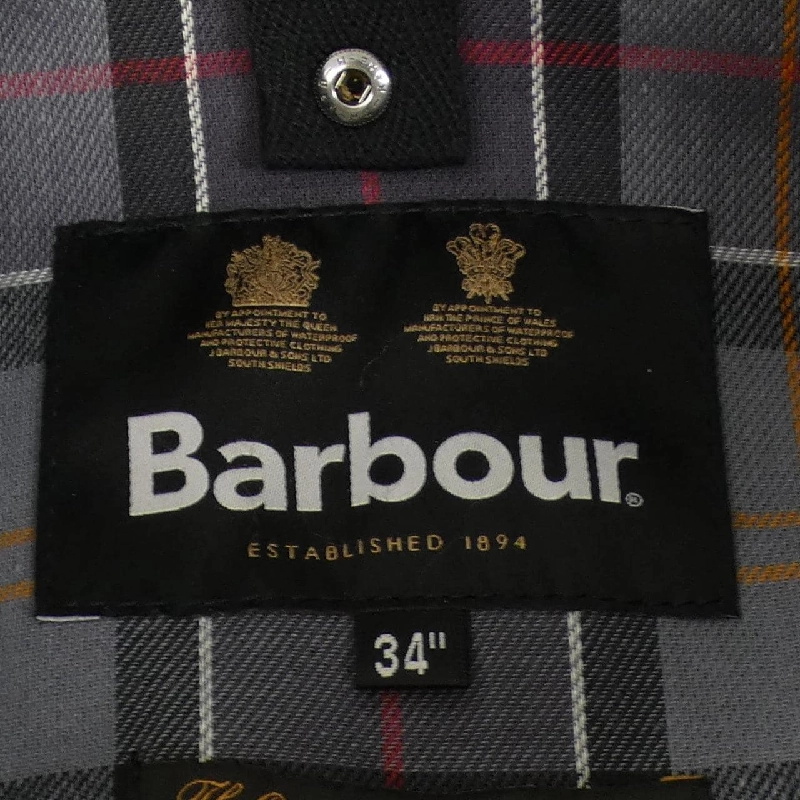 BY APPOINTMENT TO
HER MAJESTY THE QUEEN
MANUFACTURERS OF WATERPROOF
AND PROTECTIVE CLOTHING
J BARBOUR & SONS LTD
SOUTH SHIELDS
BY APPOINTMENT TO
HRH THE PRINCE OF WALES
MANUFACTURERS OF WATERPROOF
AND PROTECTIVE CLOTHING
J BARBOUR & SONS LTD
SOUTH SHIELDS
Barbour®
ESTABLISHED 1894
34"